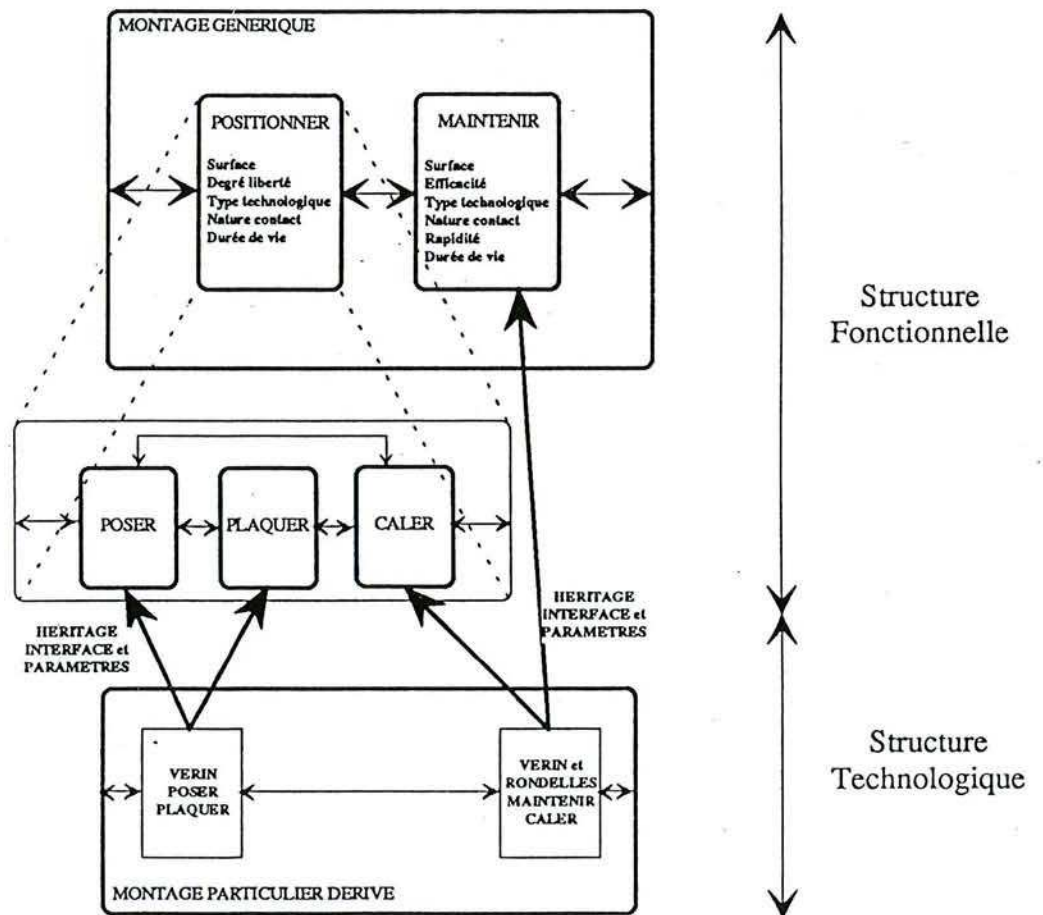 MONTAGE GENERIQUE
POSITIONNER
Surface
Degré liberté
Type technologique
Nature contact
Durée de vie
MAINTENIR
Surface
Efficacité
Type technologique
Nature contact
Rapidité
Durée de vie
Structure
Fonctionnelle
POSER
PLAQUER
CALER
HERITAGE
INTERFACE et
PARAMETRES
HERITAGE
INTERFACE et
PARAMETRES
VERIN
POSER
PLAQUER
VERIN et
RONDELLES
MAINTENIR
CALER
Structure
Technologique
MONTAGE PARTICULIER DERIVE